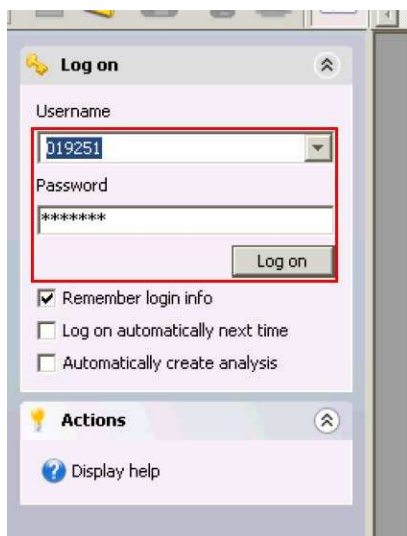 Log on
Username
019251
Password
*******
Log on
Remember login info
Log on automatically next time
Automatically create analysis
Actions
Display help